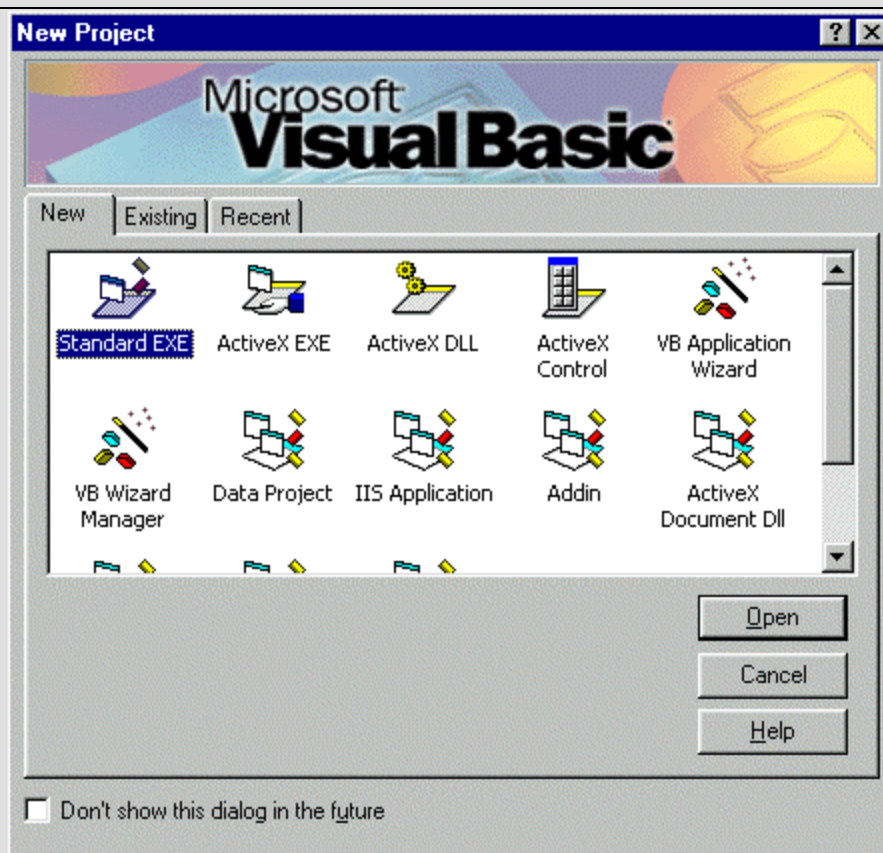 New Project
Microsoft
Visual Basic
New Existing Recent
Standard EXE ActiveX EXE ActiveX DLL ActiveX Control VB Application Wizard
VB Wizard Manager Data Project IIS Application Addin ActiveX Document Dll
Open
Cancel
Help
Don't show this dialog in the future